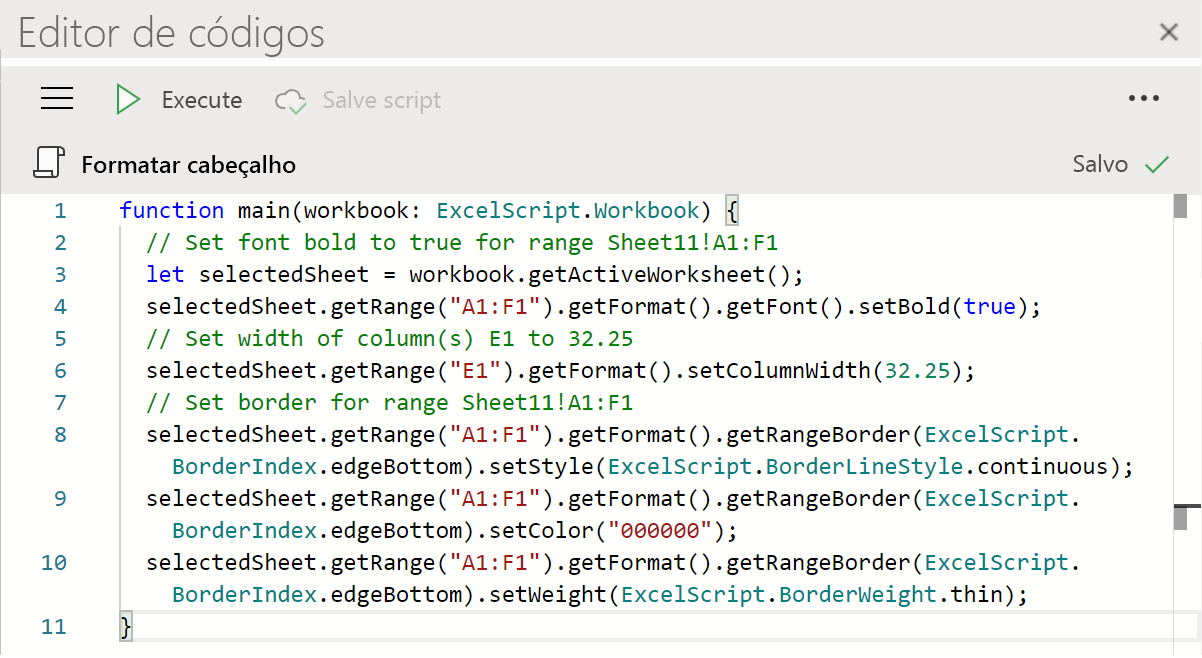 Editor de códigos
Execute Salve script
Formatar cabeçalho Salvo
1 function main(workbook: ExcelScript.Workbook) {
2 // Set font bold to true for range Sheet11!A1:F1
3 let selectedSheet = workbook.getActiveWorksheet();
4 selectedSheet.getRange("A1:F1").getFormat().getFont().setBold(true);
5 // Set width of column(s) E1 to 32.25
6 selectedSheet.getRange("E1").getFormat().setColumnWidth(32.25);
7 // Set border for range Sheet11!A1:F1
8 selectedSheet.getRange("A1:F1").getFormat().getRangeBorder(ExcelScript.
BorderIndex.edgeBottom).setStyle(ExcelScript.BorderLineStyle.continuous);
9 selectedSheet.getRange("A1:F1").getFormat().getRangeBorder(ExcelScript.
BorderIndex.edgeBottom).setColor("000000");
10 selectedSheet.getRange("A1:F1").getFormat().getRangeBorder(ExcelScript.
BorderIndex.edgeBottom).setWeight(ExcelScript.BorderWeight.thin);
11 }